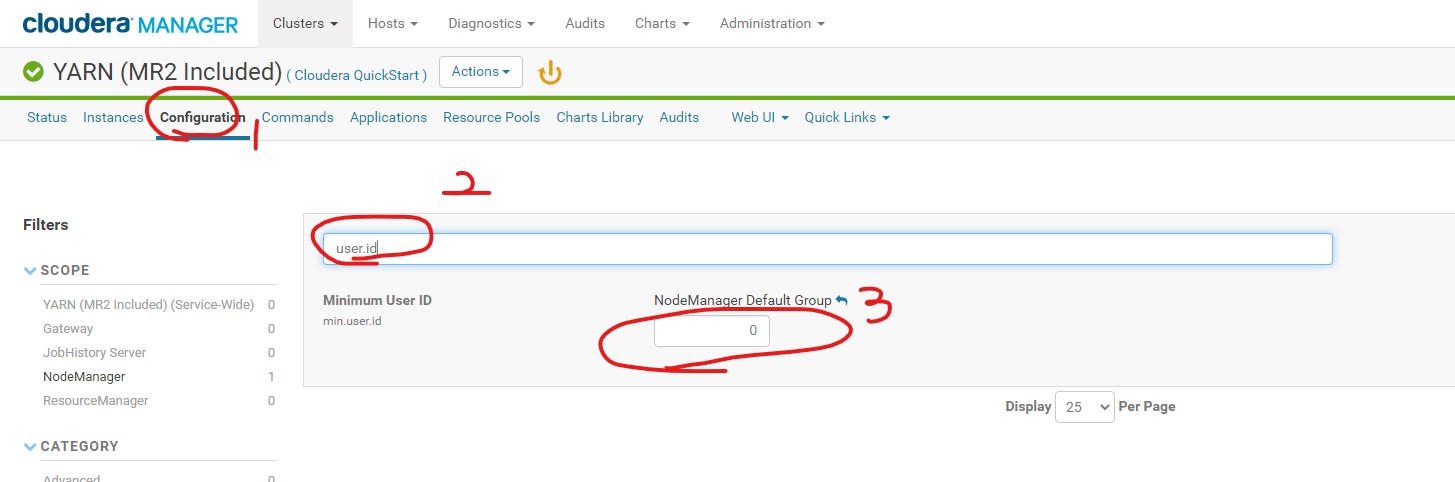 cloudera MANAGER Clusters Hosts Diagnostics Audits Charts Administration
YARN (MR2 Included) ( Cloudera QuickStart ) Actions
Status Instances Configuration 1 Commands Applications Resource Pools Charts Library Audits Web UI Quick Links
2
Filters
user.id
SCOPE
YARN (MR2 Included) (Service-Wide) 0
Gateway 0
JobHistory Server 0
NodeManager 1
ResourceManager 0
Minimum User ID NodeManager Default Group 3
min.user.id 0
Display 25 Per Page
CATEGORY
Advanced 0